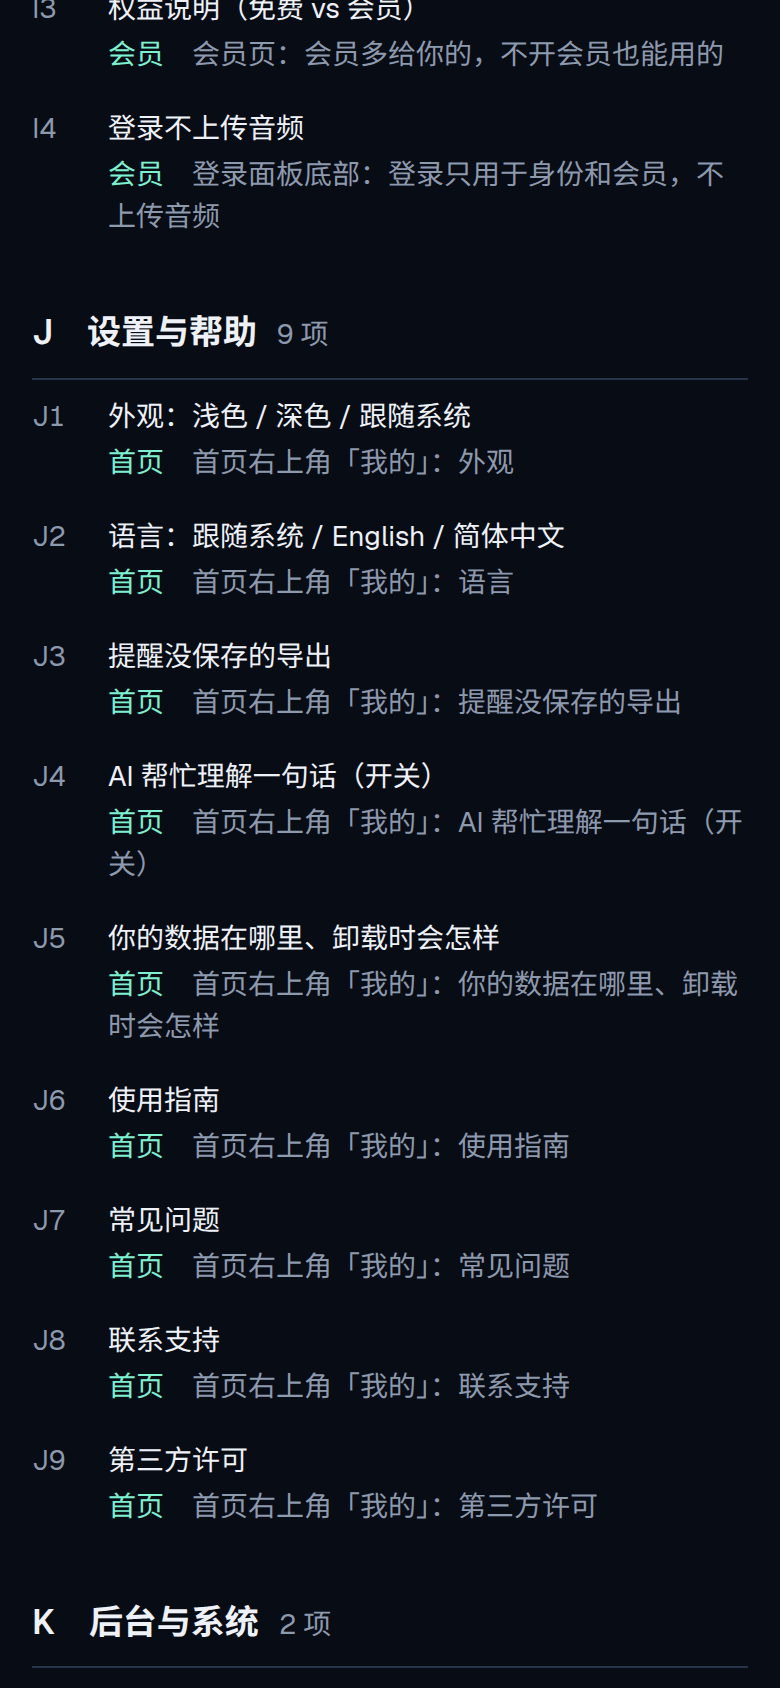 I3 权益说明（免费 vs 会员）
会员 会员页：会员多给你的，不开会员也能用的
I4 登录不上传音频
会员 登录面板底部：登录只用于身份和会员，不
上传音频
J 设置与帮助 9 项
J1 外观：浅色 / 深色 / 跟随系统
首页 首页右上角「我的」：外观
J2 语言：跟随系统 / English / 简体中文
首页 首页右上角「我的」：语言
J3 提醒没保存的导出
首页 首页右上角「我的」：提醒没保存的导出
J4 AI 帮忙理解一句话（开关）
首页 首页右上角「我的」：AI 帮忙理解一句话（开
关）
J5 你的数据在哪里、卸载时会怎样
首页 首页右上角「我的」：你的数据在哪里、卸载
时会怎样
J6 使用指南
首页 首页右上角「我的」：使用指南
J7 常见问题
首页 首页右上角「我的」：常见问题
J8 联系支持
首页 首页右上角「我的」：联系支持
J9 第三方许可
首页 首页右上角「我的」：第三方许可
K 后台与系统 2 项